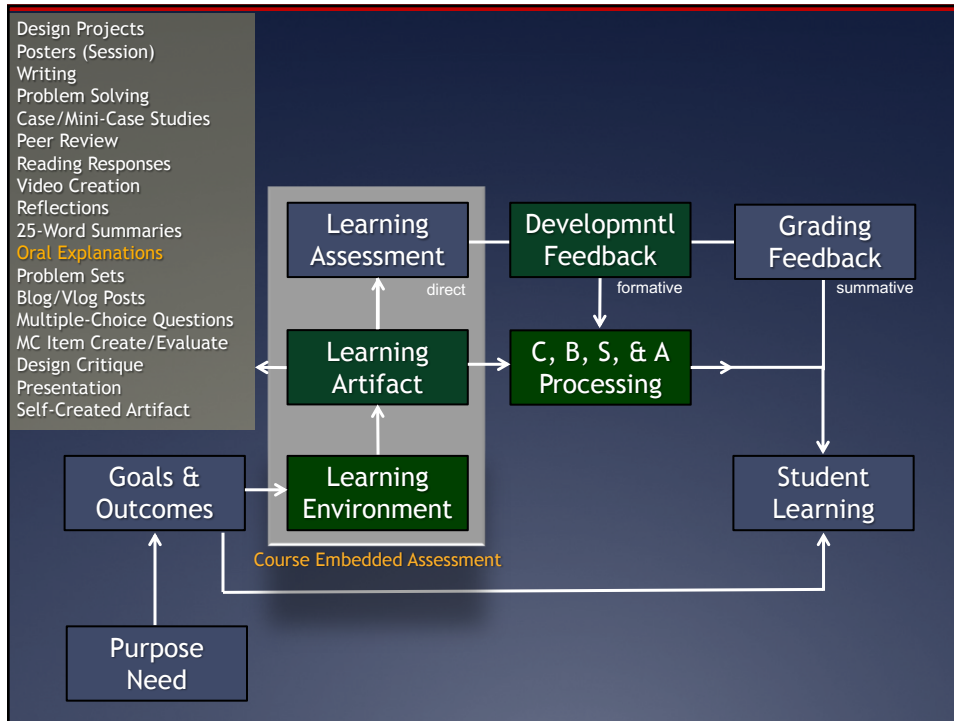 Design Projects
Posters (Session)
Writing
Problem Solving
Case/Mini-Case Studies
Peer Review
Reading Responses
Video Creation
Reflections
25-Word Summaries
Oral Explanations
Problem Sets
Blog/Vlog Posts
Multiple-Choice Questions
MC Item Create/Evaluate
Design Critique
Presentation
Self-Created Artifact
Learning
Assessment
direct
Developmntl
Feedback
formative
Grading
Feedback
summative
Learning
Artifact
C, B, S, & A
Processing
Goals &
Outcomes
Learning
Environment
Student
Learning
Course Embedded Assessment
Purpose
Need